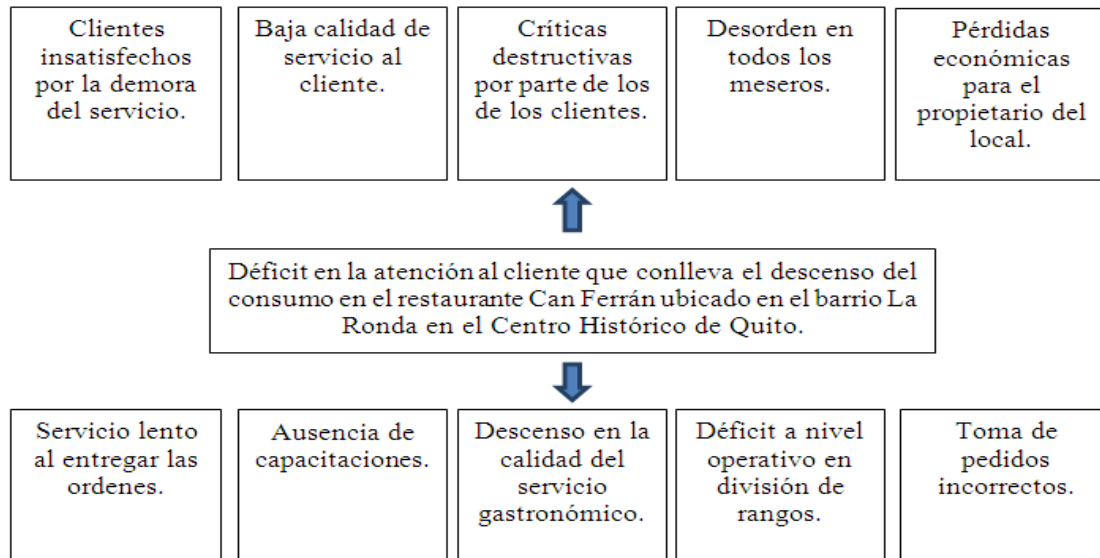 Clientes
insatisfechos
por la demora
del servicio.
Baja calidad de
servicio al
cliente.
Críticas
destructivas
por parte de los
de los clientes.
Desorden en
todos los
meseros.
Pérdidas
económicas
para el
propietario del
local.
Déficit en la atención al cliente que conlleva el descenso del
consumo en el restaurante Can Ferrán ubicado en el barrio La
Ronda en el Centro Histórico de Quito.
Servicio lento
al entregar las
ordenes.
Ausencia de
capacitaciones.
Descenso en la
calidad del
servicio
gastronómico.
Déficit a nivel
operativo en
división de
rangos.
Toma de
pedidos
incorrectos.